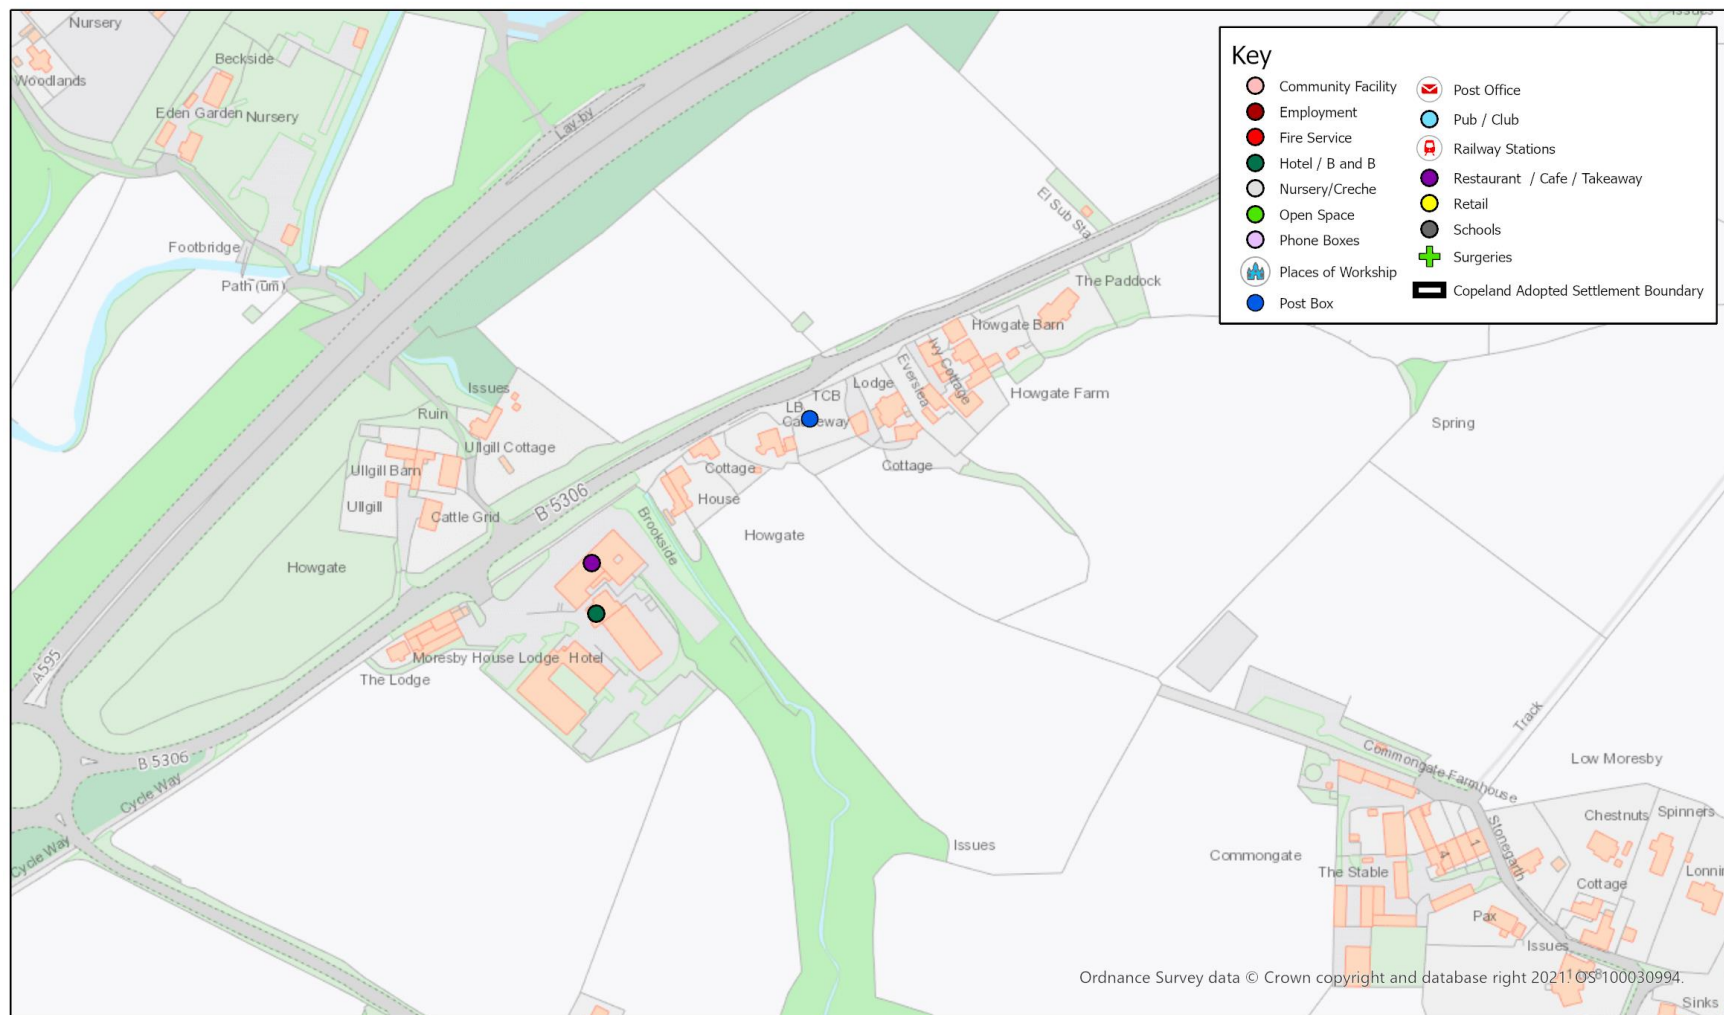 Nursery
Beckside
Woodlands
Eden Garden
Nursery
Lay-by
Footbridge
Path (um)
El Sub Sta
The Paddock
Howgate Barn
Ivy Cottage
Everslea
Lodge
TCB
LB
Howgate Farm
Issues
Ruin
Ullgill Cottage
Ullgill Barn
Ullgill
Cattle Grid
B 5306
Cottage
Cottage
House
Brookside
Howgate
Howgate
Spring
Moresby House Lodge
Hotel
The Lodge
A595
B 5306
Cycle Way
Cycle Way
Issues
Track
Commongate Farmhouse
Low Moresby
Stonegarth
Chestnuts
Spinners
Commongate
The Stable
4
1
Cottage
Pax
Issues
Sinks
Issues
Key
Community Facility
Employment
Fire Service
Hotel / B and B
Nursery/Creche
Open Space
Phone Boxes
Places of Workship
Post Box
Post Office
Pub / Club
Railway Stations
Restaurant / Cafe / Takeaway
Retail
Schools
Surgeries
Copeland Adopted Settlement Boundary
Ordnance Survey data © Crown copyright and database right 2021. OS 100030994.